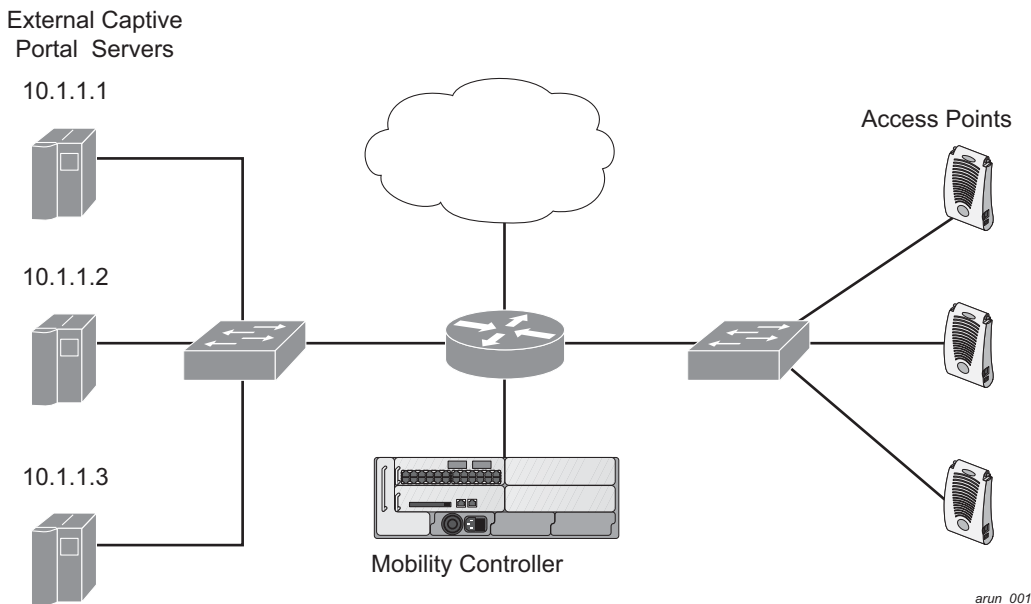 External Captive
Portal Servers
10.1.1.1
Access Points
10.1.1.2
10.1.1.3
Mobility Controller
arun_001